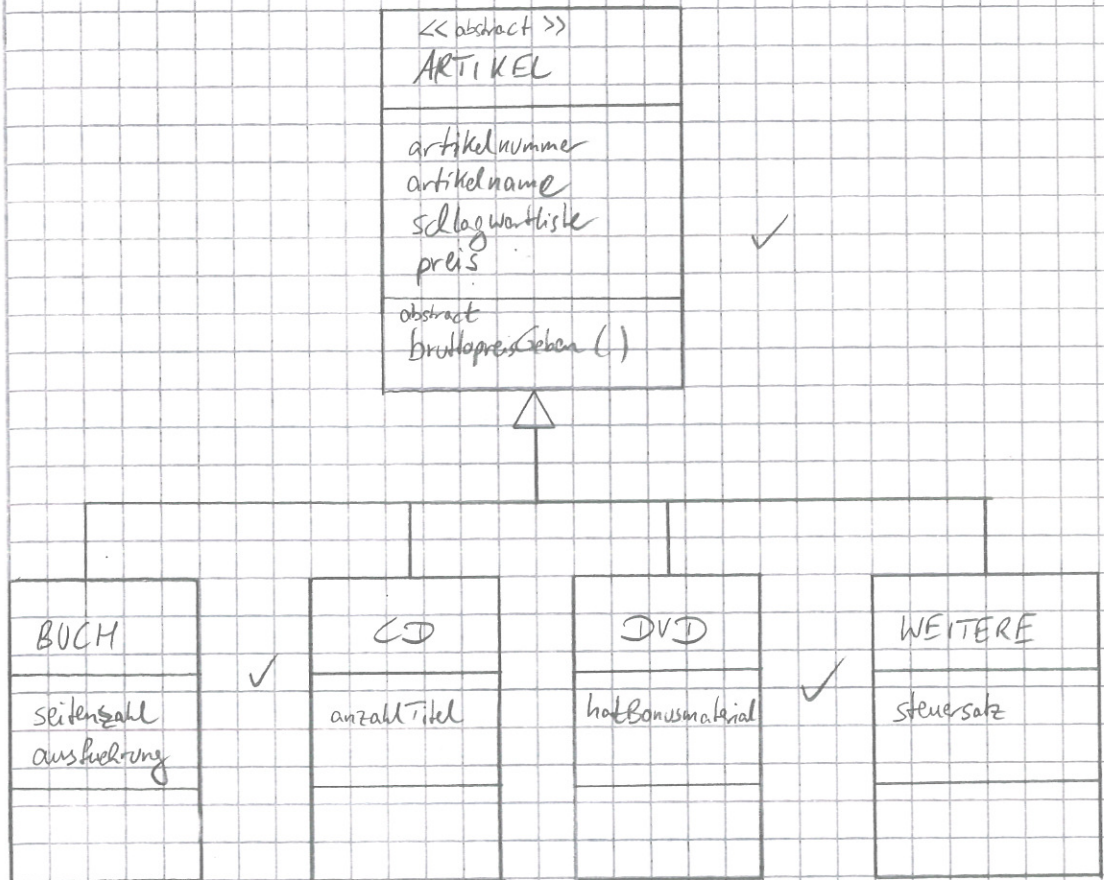 << abstract >>
ARTIKEL
artikelnummer
artikelname
schlagwortliste
preis
abstract
bruttopreisGeben ( )
BUCH
seitenzahl
ausfuehrung
CD
anzahlTitel
DVD
hatBonusmaterial
WEITERE
steuersatz